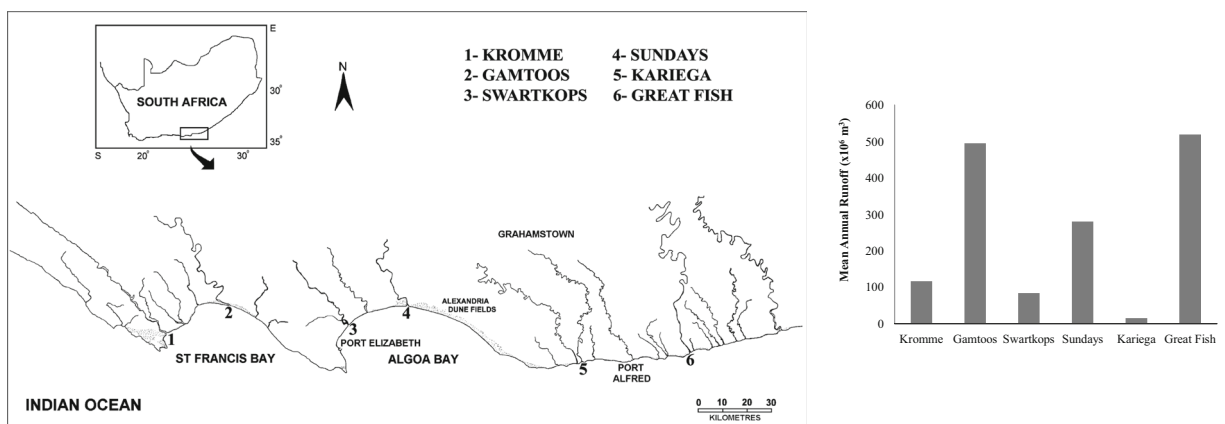 E
30°
35°
S
20°
30°
SOUTH AFRICA
N
1- KROMME
2- GAMTOOS
3- SWARTKOPS
4- SUNDAYS
5- KARIEGA
6- GREAT FISH
GRAHAMSTOWN
ALEXANDRIA
DUNE FIELDS
1
2
3
4
5
6
ST FRANCIS BAY
PORT ELIZABETH
ALGOA BAY
PORT
ALFRED
INDIAN OCEAN
0 10 20 30
KILOMETRES
Mean Annual Runoff (x10⁶ m³)
600
500
400
300
200
100
0
Kromme
Gamtoos
Swartkops
Sundays
Kariega
Great Fish